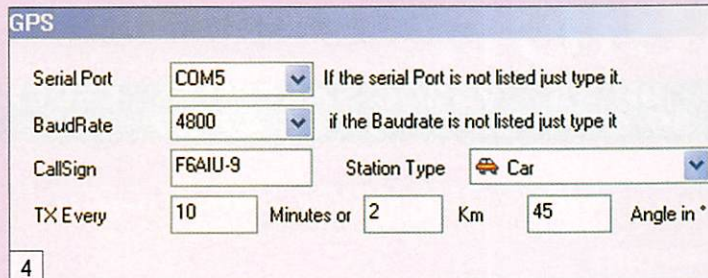 GPS
Serial Port COM5 If the serial Port is not listed just type it.
BaudRate 4800 if the Baudrate is not listed just type it
CallSign F6AIU-9 Station Type Car
TX Every 10 Minutes or 2 Km 45 Angle in °
4